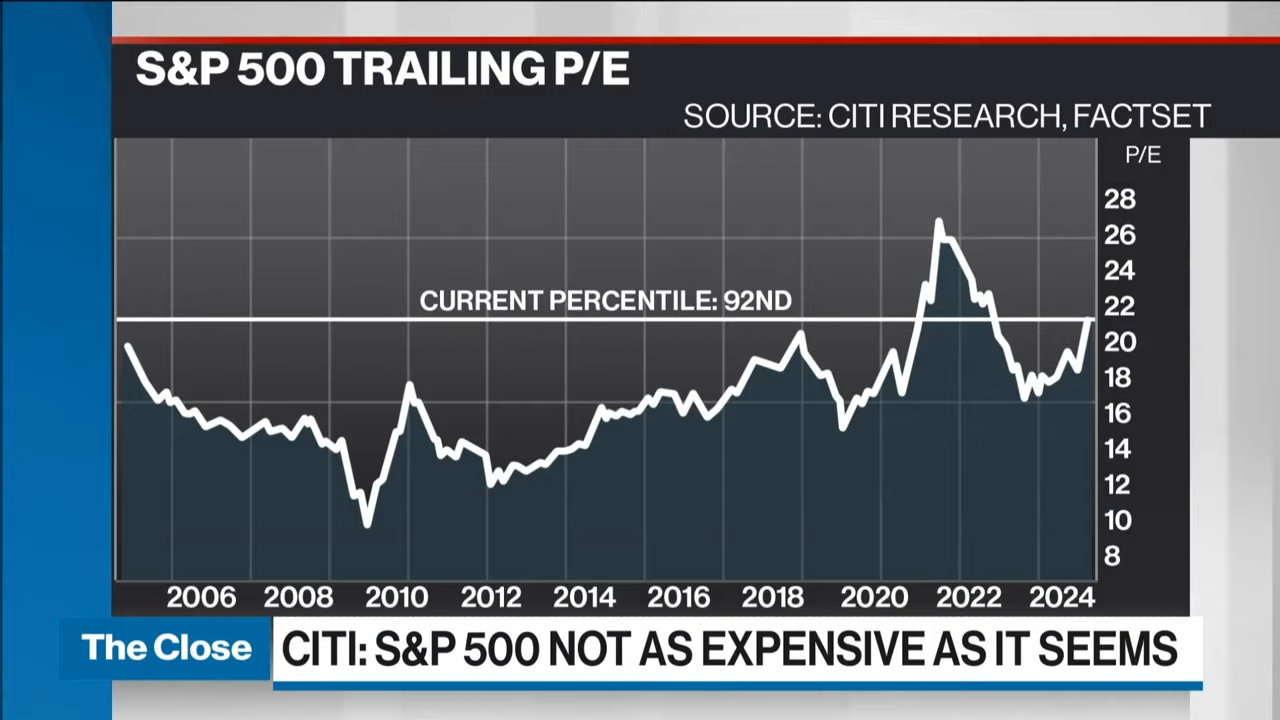 S&P 500 TRAILING P/E
SOURCE: CITI RESEARCH, FACTSET
P/E
28
26
24
22
20
18
16
14
12
10
8
CURRENT PERCENTILE: 92ND
2006 2008 2010 2012 2014 2016 2018 2020 2022 2024
The Close
CITI: S&P 500 NOT AS EXPENSIVE AS IT SEEMS